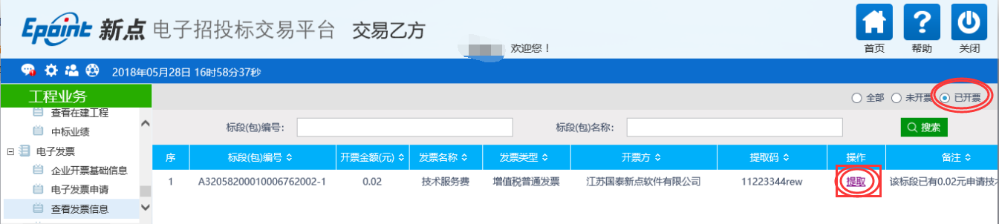 Epoint 新点 电子招投标交易平台 交易乙方
欢迎您！
首页 帮助 关闭
2018年05月28日 16时58分37秒
工程业务
全部 未开票 已开票
查看在建工程
中标业绩
电子发票
企业开票基础信息
电子发票申请
查看发票信息
标段(包)编号： 标段(包)名称： 搜索
序 标段(包)编号 开票金额(元) 发票名称 发票类型 开票方 提取码 操作 备注
1 A32058200010006762002-1 0.02 技术服务费 增值税普通发票 江苏国泰新点软件有限公司 11223344rew 提取 该标段已有0.02元申请技